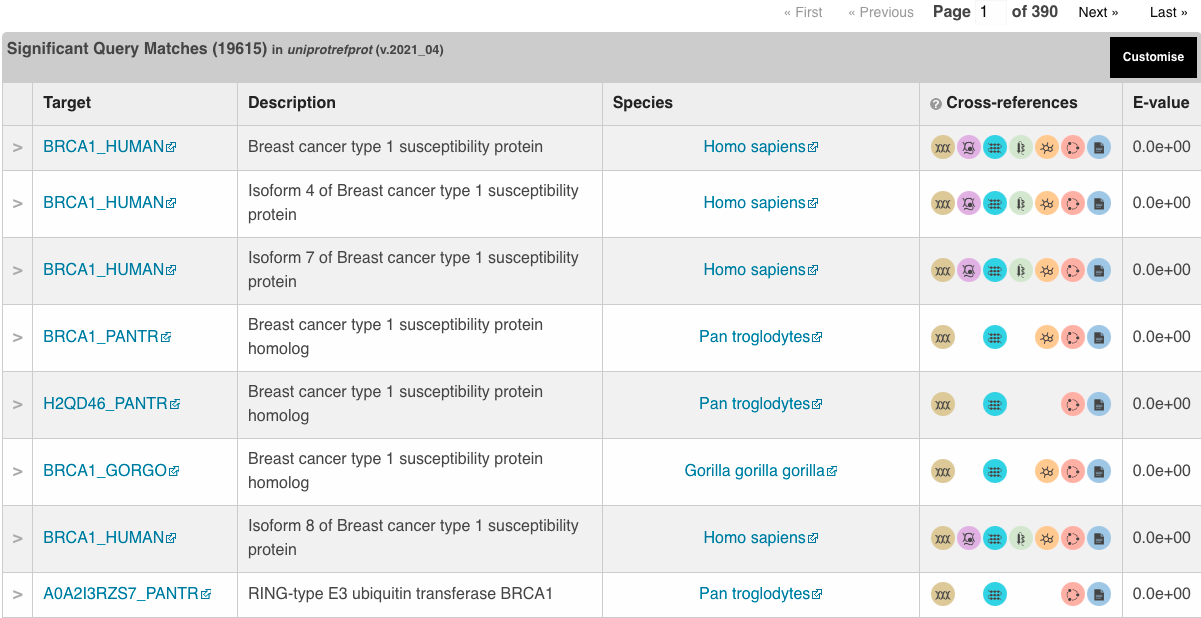 « First « Previous Page 1 of 390 Next » Last »
Significant Query Matches (19615) in uniprotrefprot (v.2021_04)
Customise
Target Description Species ? Cross-references E-value
> BRCA1_HUMAN Breast cancer type 1 susceptibility protein Homo sapiens 0.0e+00
> BRCA1_HUMAN Isoform 4 of Breast cancer type 1 susceptibility
protein Homo sapiens 0.0e+00
> BRCA1_HUMAN Isoform 7 of Breast cancer type 1 susceptibility
protein Homo sapiens 0.0e+00
> BRCA1_PANTR Breast cancer type 1 susceptibility protein
homolog Pan troglodytes 0.0e+00
> H2QD46_PANTR Breast cancer type 1 susceptibility protein
homolog Pan troglodytes 0.0e+00
> BRCA1_GORGO Breast cancer type 1 susceptibility protein
homolog Gorilla gorilla gorilla 0.0e+00
> BRCA1_HUMAN Isoform 8 of Breast cancer type 1 susceptibility
protein Homo sapiens 0.0e+00
> A0A2I3RZS7_PANTR RING-type E3 ubiquitin transferase BRCA1 Pan troglodytes 0.0e+00